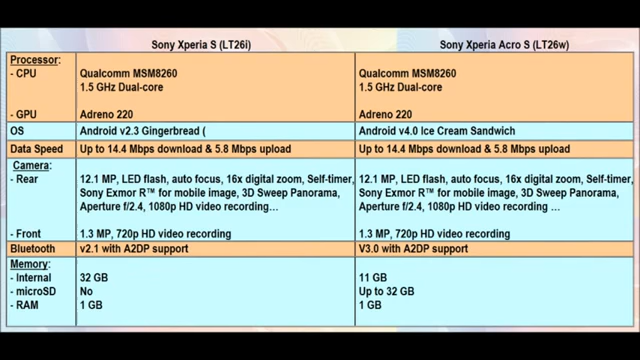 Sony Xperia S (LT26i) Sony Xperia Acro S (LT26w)
Processor:
- CPU Qualcomm MSM8260 Qualcomm MSM8260
1.5 GHz Dual-core 1.5 GHz Dual-core
- GPU Adreno 220 Adreno 220
OS Android v2.3 Gingerbread ( Android v4.0 Ice Cream Sandwich
Data Speed Up to 14.4 Mbps download & 5.8 Mbps upload Up to 14.4 Mbps download & 5.8 Mbps upload
Camera:
- Rear 12.1 MP, LED flash, auto focus, 16x digital zoom, Self-timer, 12.1 MP, LED flash, auto focus, 16x digital zoom, Self-timer,
Sony Exmor R™ for mobile image, 3D Sweep Panorama, Sony Exmor R™ for mobile image, 3D Sweep Panorama,
Aperture f/2.4, 1080p HD video recording… Aperture f/2.4, 1080p HD video recording ...
- Front 1.3 MP, 720p HD video recording) 1.3 MP, 720p HD video recording)
Bluetooth v2.1 with A2DP support V3.0 with A2DP support
Memory:
- Internal 32 GB 11 GB
- microSD No Up to 32 GB
- RAM 1 GB 1 GB